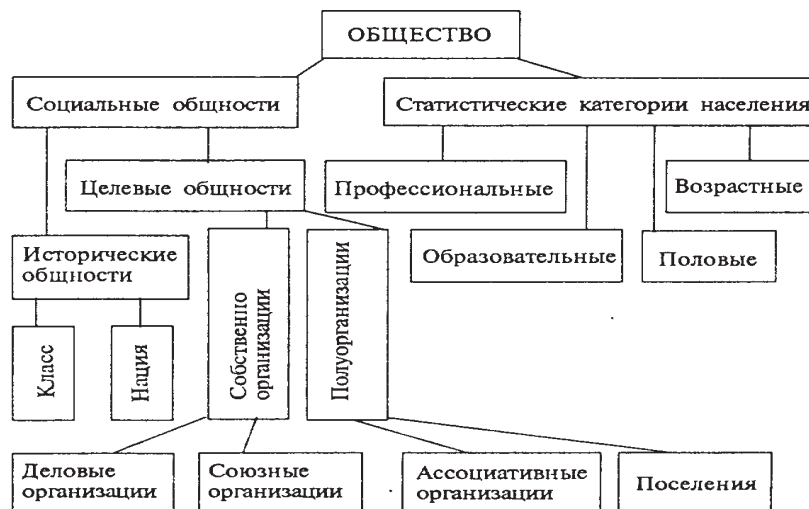 ОБЩЕСТВО
Социальные общности
Статистические категории населения
Целевые общности
Профессиональные
Возрастные
Исторические
общности
Собственно
организации
Полуорганизации
Образовательные
Половые
Класс
Нация
Деловые
организации
Союзные
организации
Ассоциативные
организации
Поселения